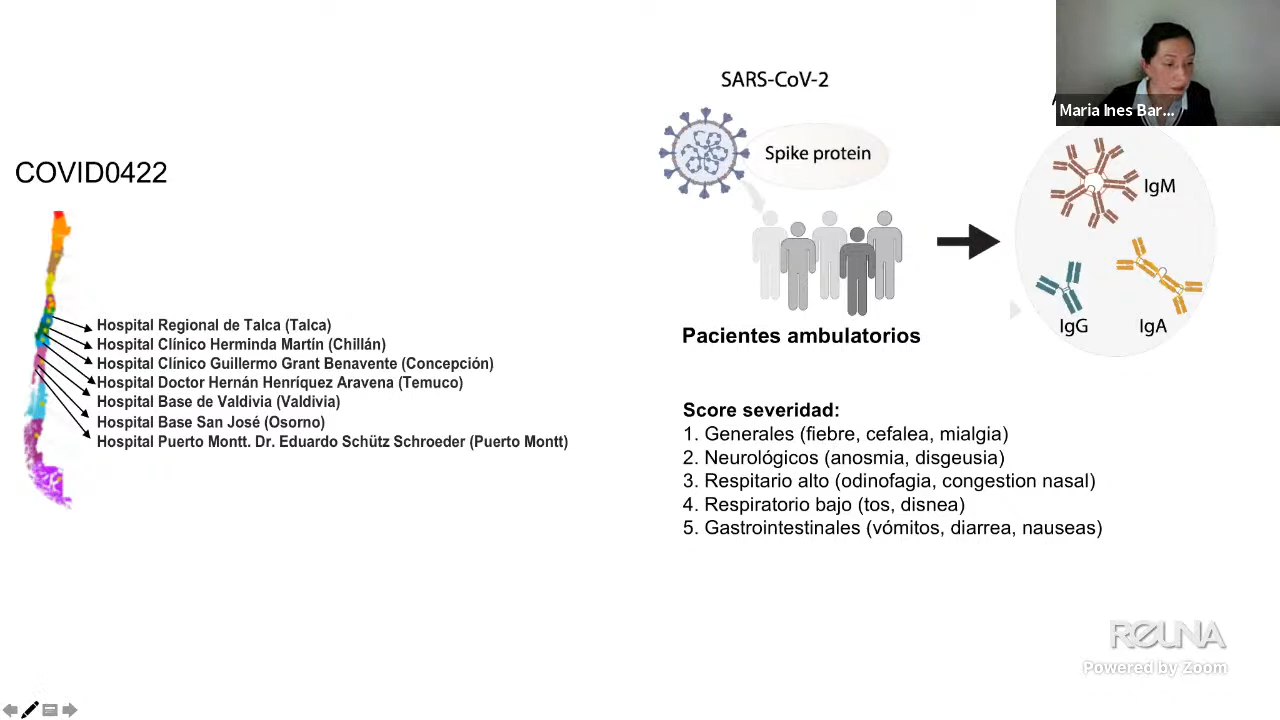 COVID0422
Hospital Regional de Talca (Talca)
Hospital Clínico Herminda Martín (Chillán)
Hospital Clínico Guillermo Grant Benavente (Concepción)
Hospital Doctor Hernán Henríquez Aravena (Temuco)
Hospital Base de Valdivia (Valdivia)
Hospital Base San José (Osorno)
Hospital Puerto Montt. Dr. Eduardo Schütz Schroeder (Puerto Montt)
SARS-CoV-2
Spike protein
Pacientes ambulatorios
Maria Ines Bar...
IgM
IgG
IgA
Score severidad:
1. Generales (fiebre, cefalea, mialgia)
2. Neurológicos (anosmia, disgeusia)
3. Respitario alto (odinofagia, congestion nasal)
4. Respiratorio bajo (tos, disnea)
5. Gastrointestinales (vómitos, diarrea, nauseas)
REUNA
Powered by Zoom